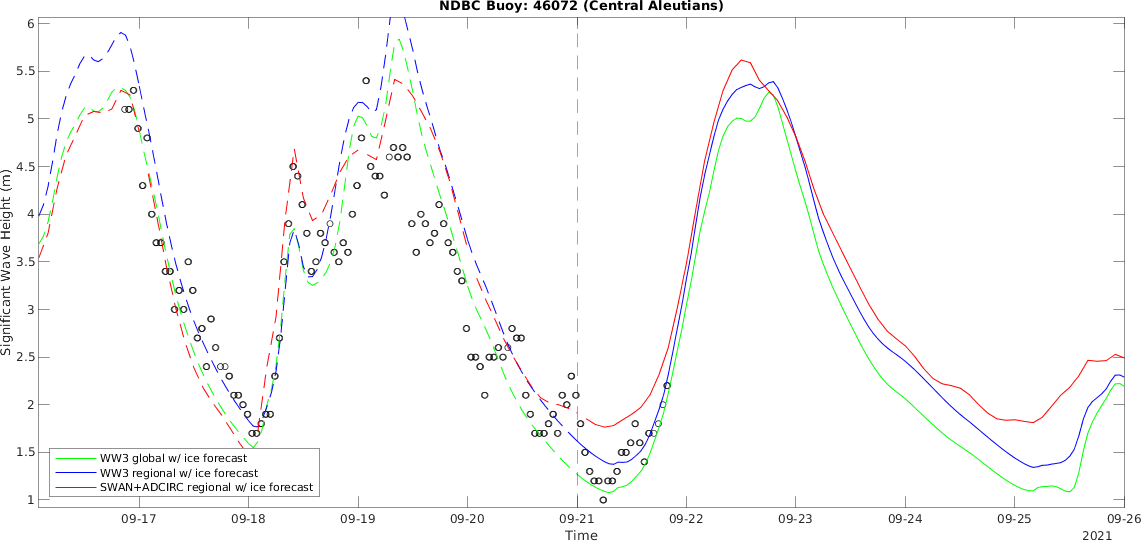 NDBC Buoy: 46072 (Central Aleutians)
6
5.5
5
4.5
4
3.5
3
2.5
2
1.5
1
Significant Wave Height (m)
WW3 global w/ ice forecast
WW3 regional w/ ice forecast
SWAN+ADCIRC regional w/ ice forecast
09-17 09-18 09-19 09-20 09-21 09-22 09-23 09-24 09-25 09-26
Time
2021